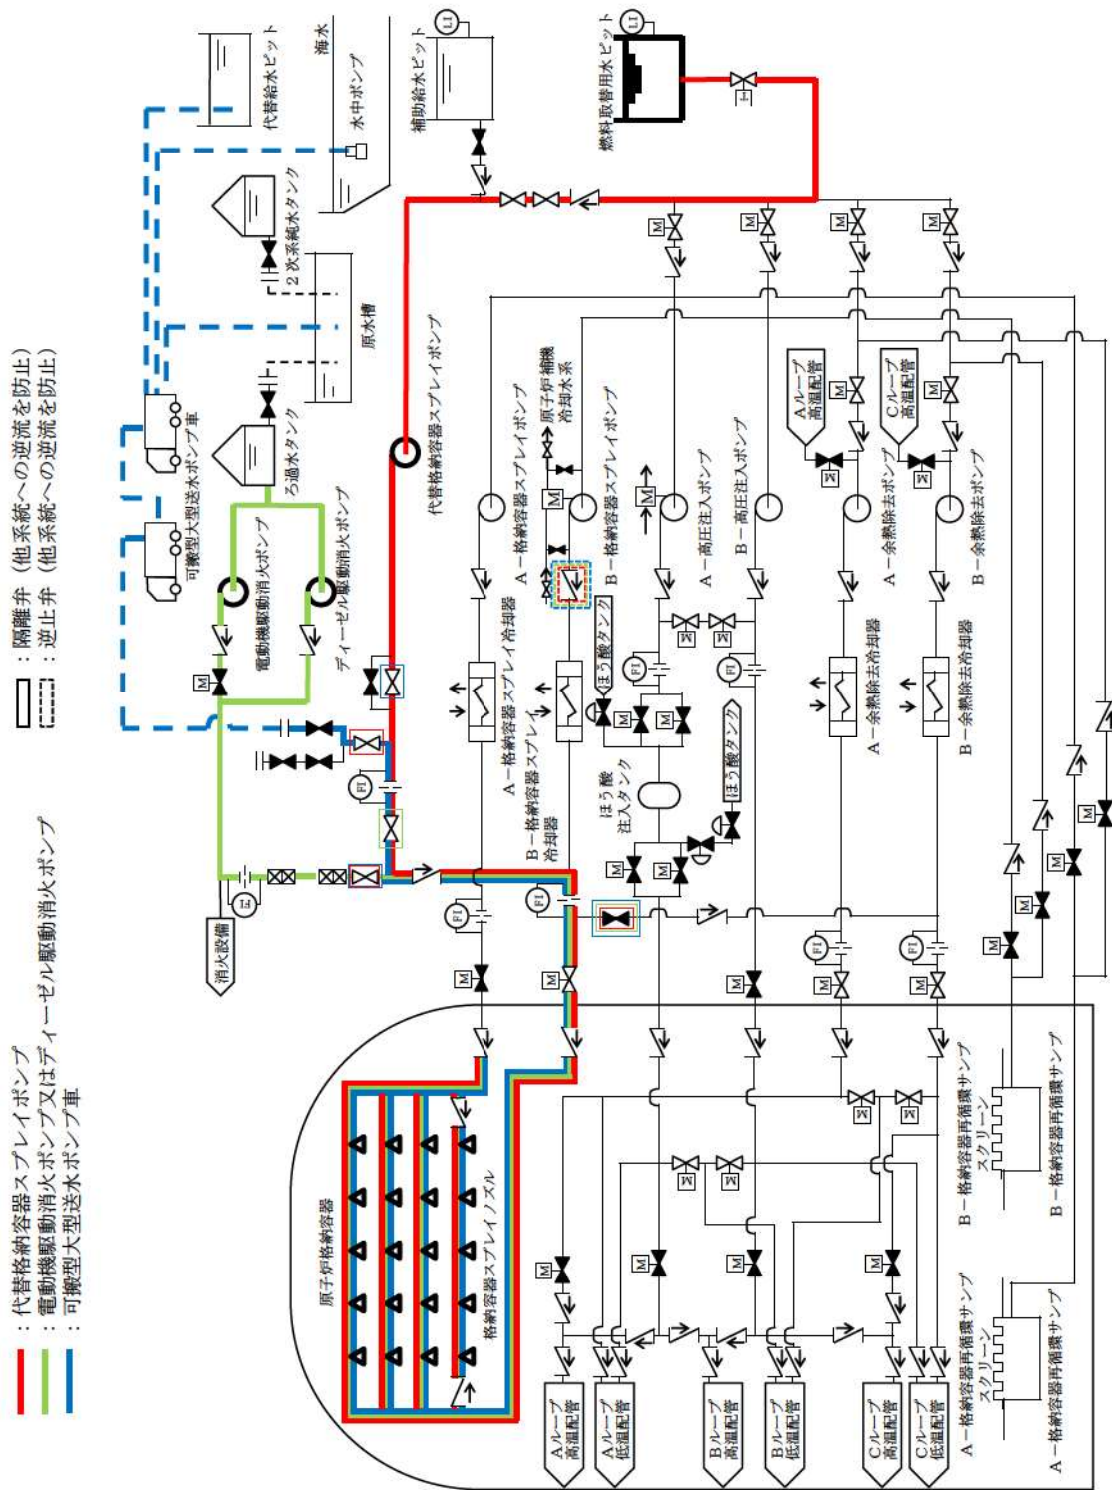 ：代替格納容器スプレイポンプ
：電動機駆動消火ポンプ又はディーゼル駆動消火ポンプ
：可搬型大型送水ポンプ車
：隔離弁（他系統への逆流を防止）
：逆止弁（他系統への逆流を防止）
代替給水ピット
海水
水中ポンプ
補助給水ピット
LI
燃料取替用水ピット
LI
H
2次系純水タンク
原水槽
ろ過水タンク
可搬型大型送水ポンプ車
電動機駆動消火ポンプ
ディーゼル駆動消火ポンプ
M
FI
FI
消火設備
代替格納容器スプレイポンプ
原子炉補機
冷却水系
M
A－格納容器スプレイポンプ
B－格納容器スプレイポンプ
M
A－高圧注入ポンプ
B－高圧注入ポンプ
M
M
M
M
Aループ
高温配管
Cループ
高温配管
M
M
M
M
A－余熱除去ポンプ
B－余熱除去ポンプ
A－格納容器スプレイ冷却器
B－格納容器スプレイ
冷却器
ほう酸タンク
ほう酸
注入タンク
ほう酸タンク
FI
FI
M
M
M
M
M
M
A－余熱除去冷却器
B－余熱除去冷却器
FI
FI
FI
FI
M
M
M
M
M
M
M
M
M
原子炉格納容器
格納容器スプレイノズル
M
M
M
M
M
M
M
M
M
Aループ
高温配管
Aループ
低温配管
Bループ
高温配管
Bループ
低温配管
Cループ
高温配管
Cループ
低温配管
B－格納容器再循環サンプ
スクリーン
B－格納容器再循環サンプ
A－格納容器再循環サンプ
スクリーン
A－格納容器再循環サンプ